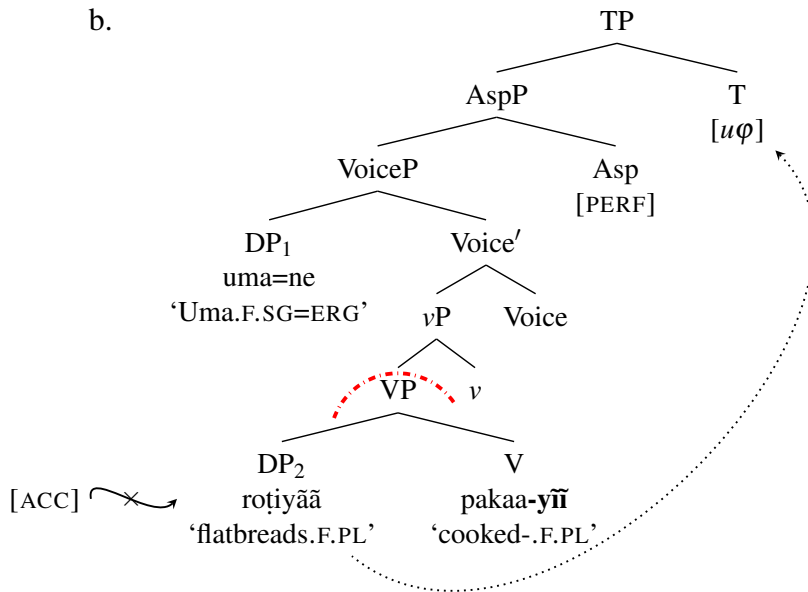 b.
TP
AspP T
[uφ]
VoiceP Asp
[PERF]
DP₁ Voice′
uma=ne
‘Uma.F.SG=ERG’
vP Voice
VP v
DP₂ V
[ACC] roṭiyãã pakaa-yĩĩ
‘flatbreads.F.PL’ ‘cooked-.F.PL’